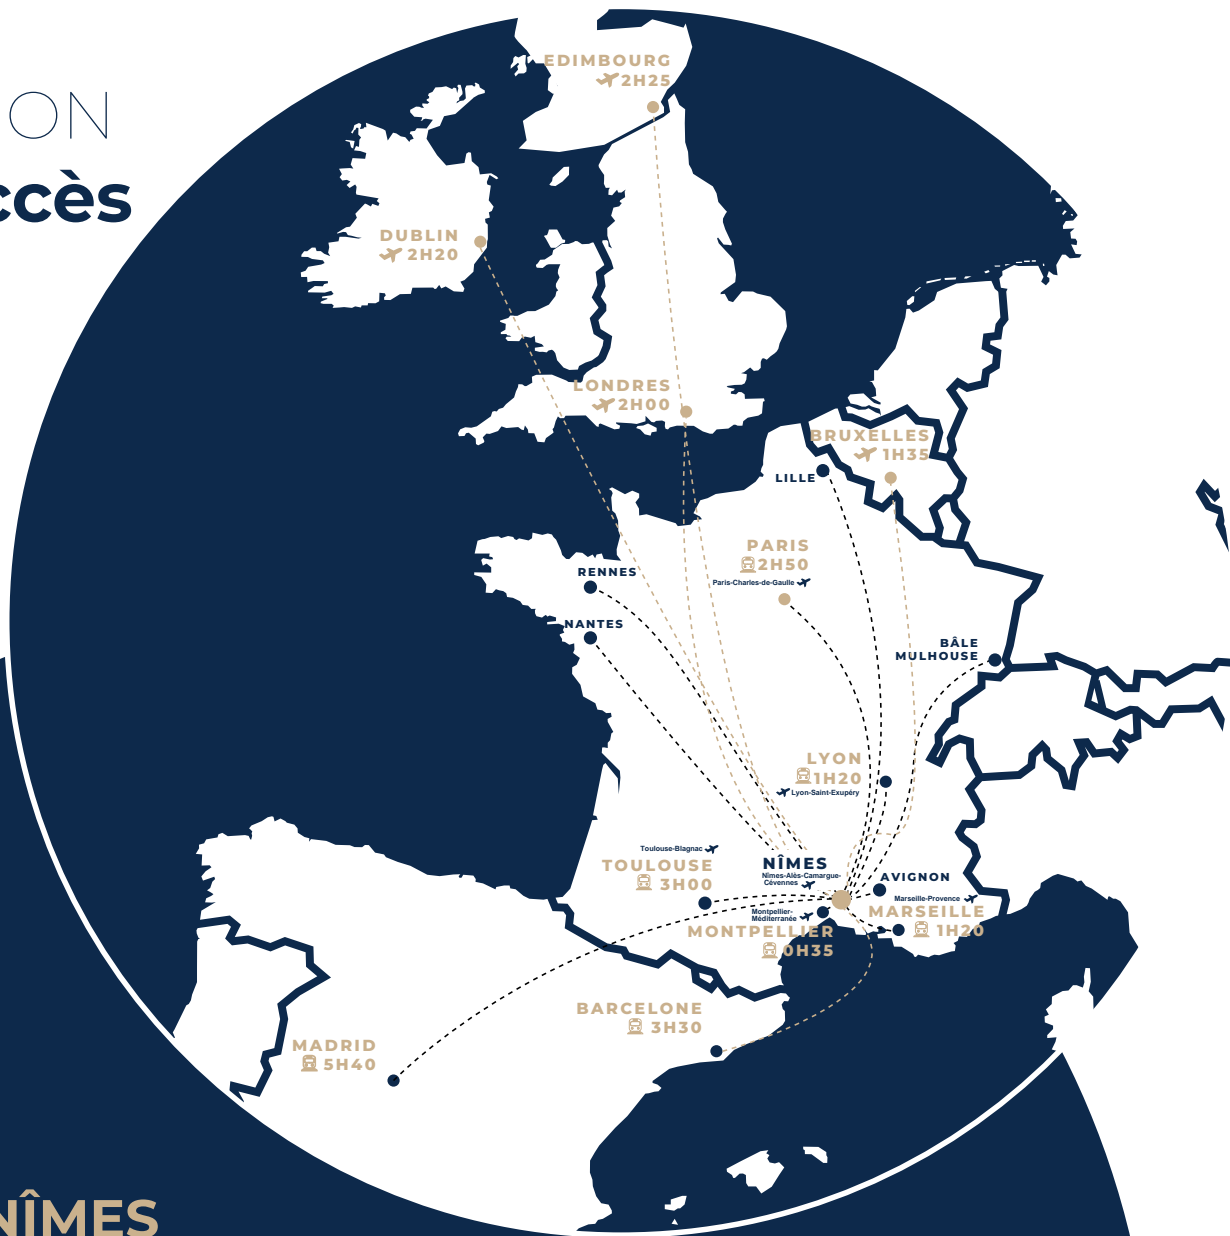 ON
ccès
EDIMBOURG
2H25
DUBLIN
2H20
LONDRES
2H00
BRUXELLES
1H35
LILLE
PARIS
2H50
Paris-Charles-de-Gaulle
RENNES
NANTES
BÂLE
MULHOUSE
LYON
1H20
Lyon-Saint-Exupéry
Toulouse-Blagnac
TOULOUSE
3H00
NÎMES
Nîmes-Alès-Camargue-
Cévennes
AVIGNON
Marseille-Provence
MARSEILLE
1H20
Montpellier-
Méditerranée
MONTPELLIER
0H35
BARCELONE
3H30
MADRID
5H40
NÎMES